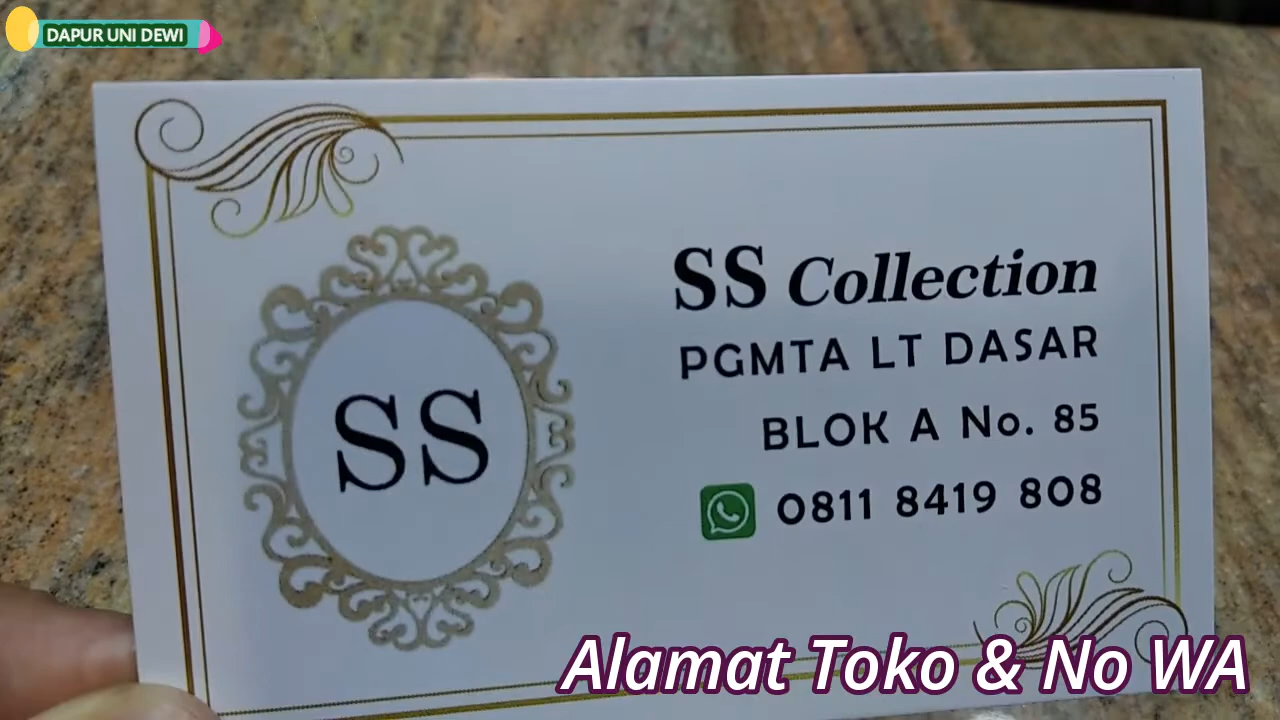 DAPUR UNI DEWI
SS
SS Collection
PGMTA LT DASAR
BLOK A No. 85
0811 8419 808
Alamat Toko & No WA